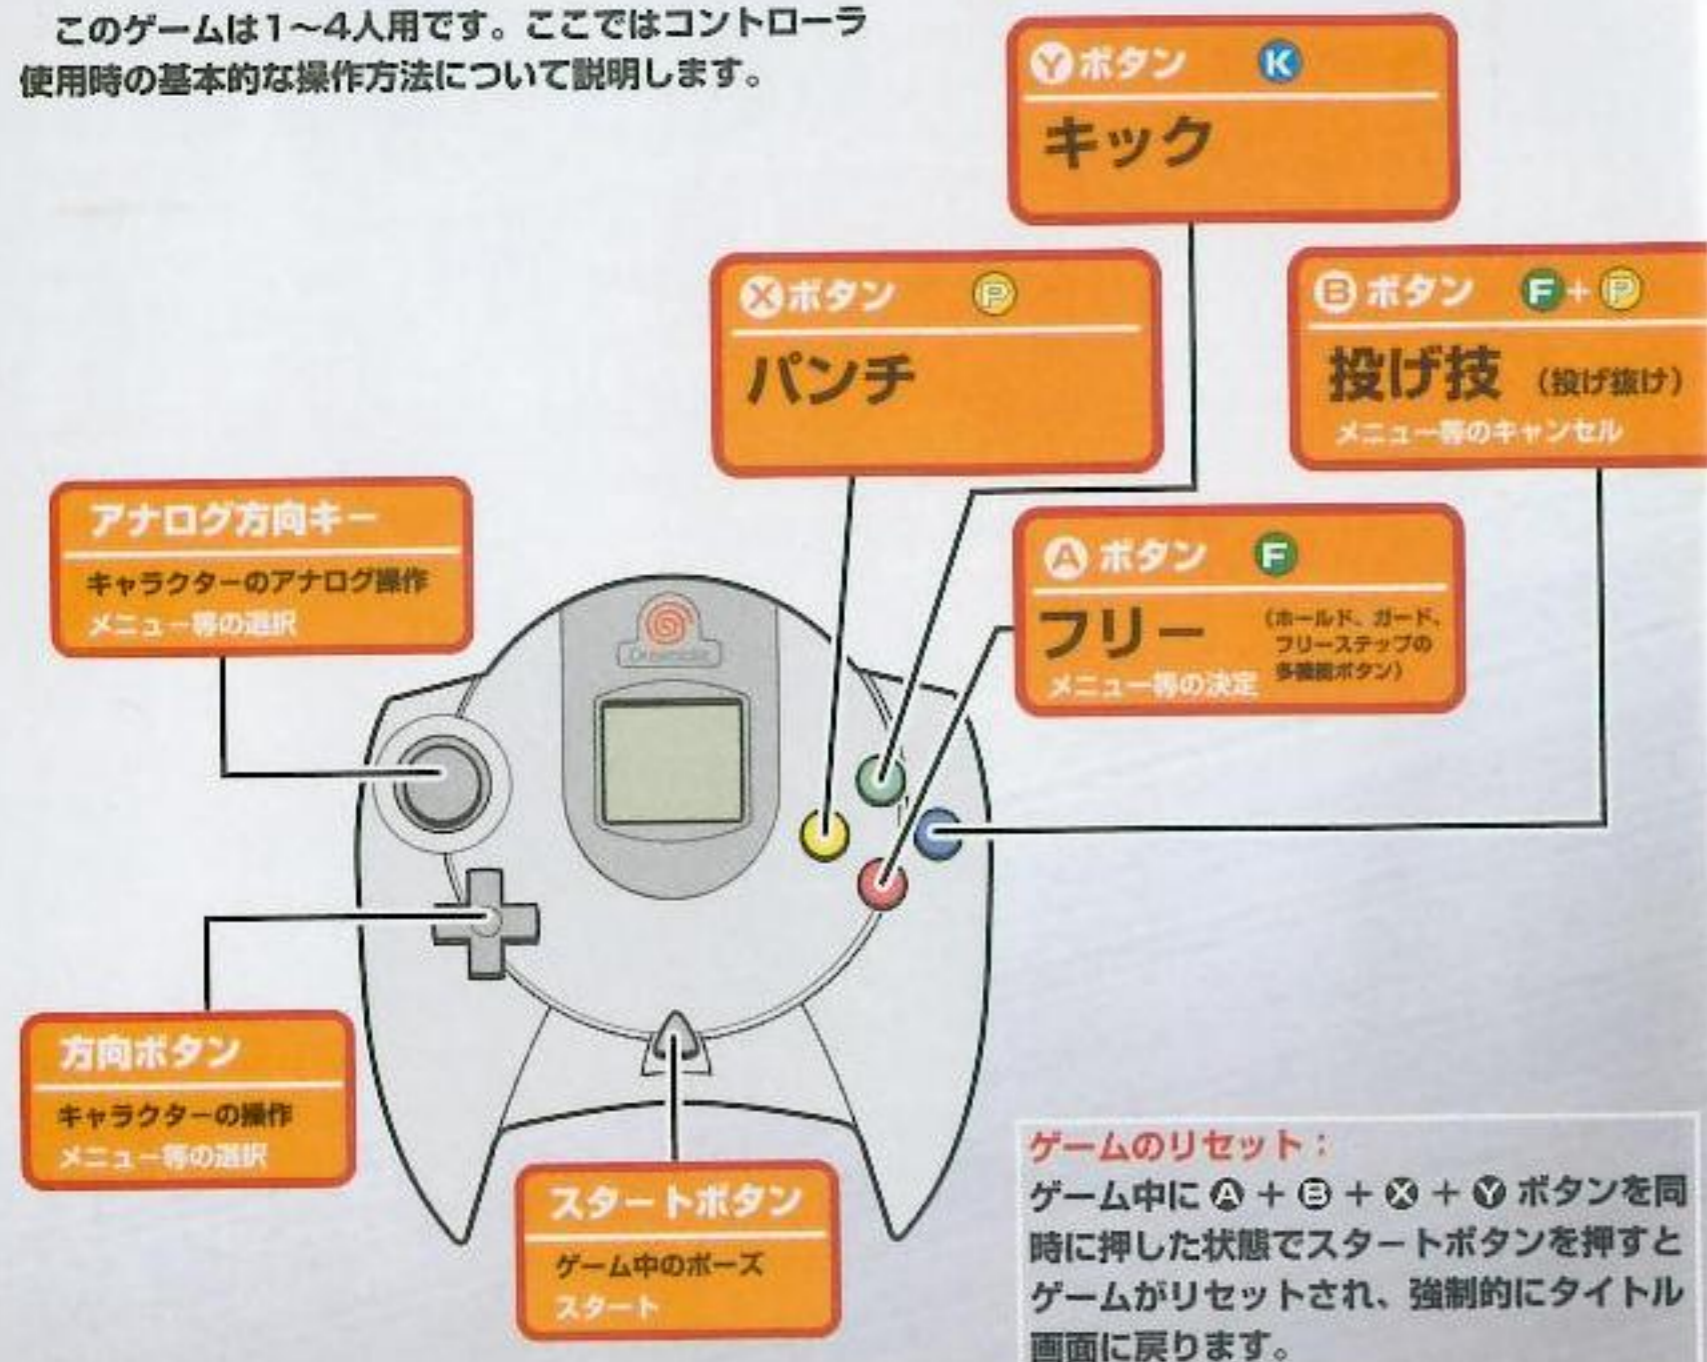 このゲームは1〜4人用です。ここではコントローラ
使用時の基本的な操作方法について説明します。
Yボタン K
キック
Xボタン P
パンチ
Bボタン F+P
投げ技 (投げ抜け)
メニュー等のキャンセル
アナログ方向キー
キャラクターのアナログ操作
メニュー等の選択
Aボタン F
フリー (ホールド、ガード、
フリーステップの
多機能ボタン)
メニュー等の決定
Dreamcast
方向ボタン
キャラクターの操作
メニュー等の選択
スタートボタン
ゲーム中のポーズ
スタート
ゲームのリセット：
ゲーム中に A + B + X + Y ボタンを同
時に押した状態でスタートボタンを押すと
ゲームがリセットされ、強制的にタイトル
画面に戻ります。